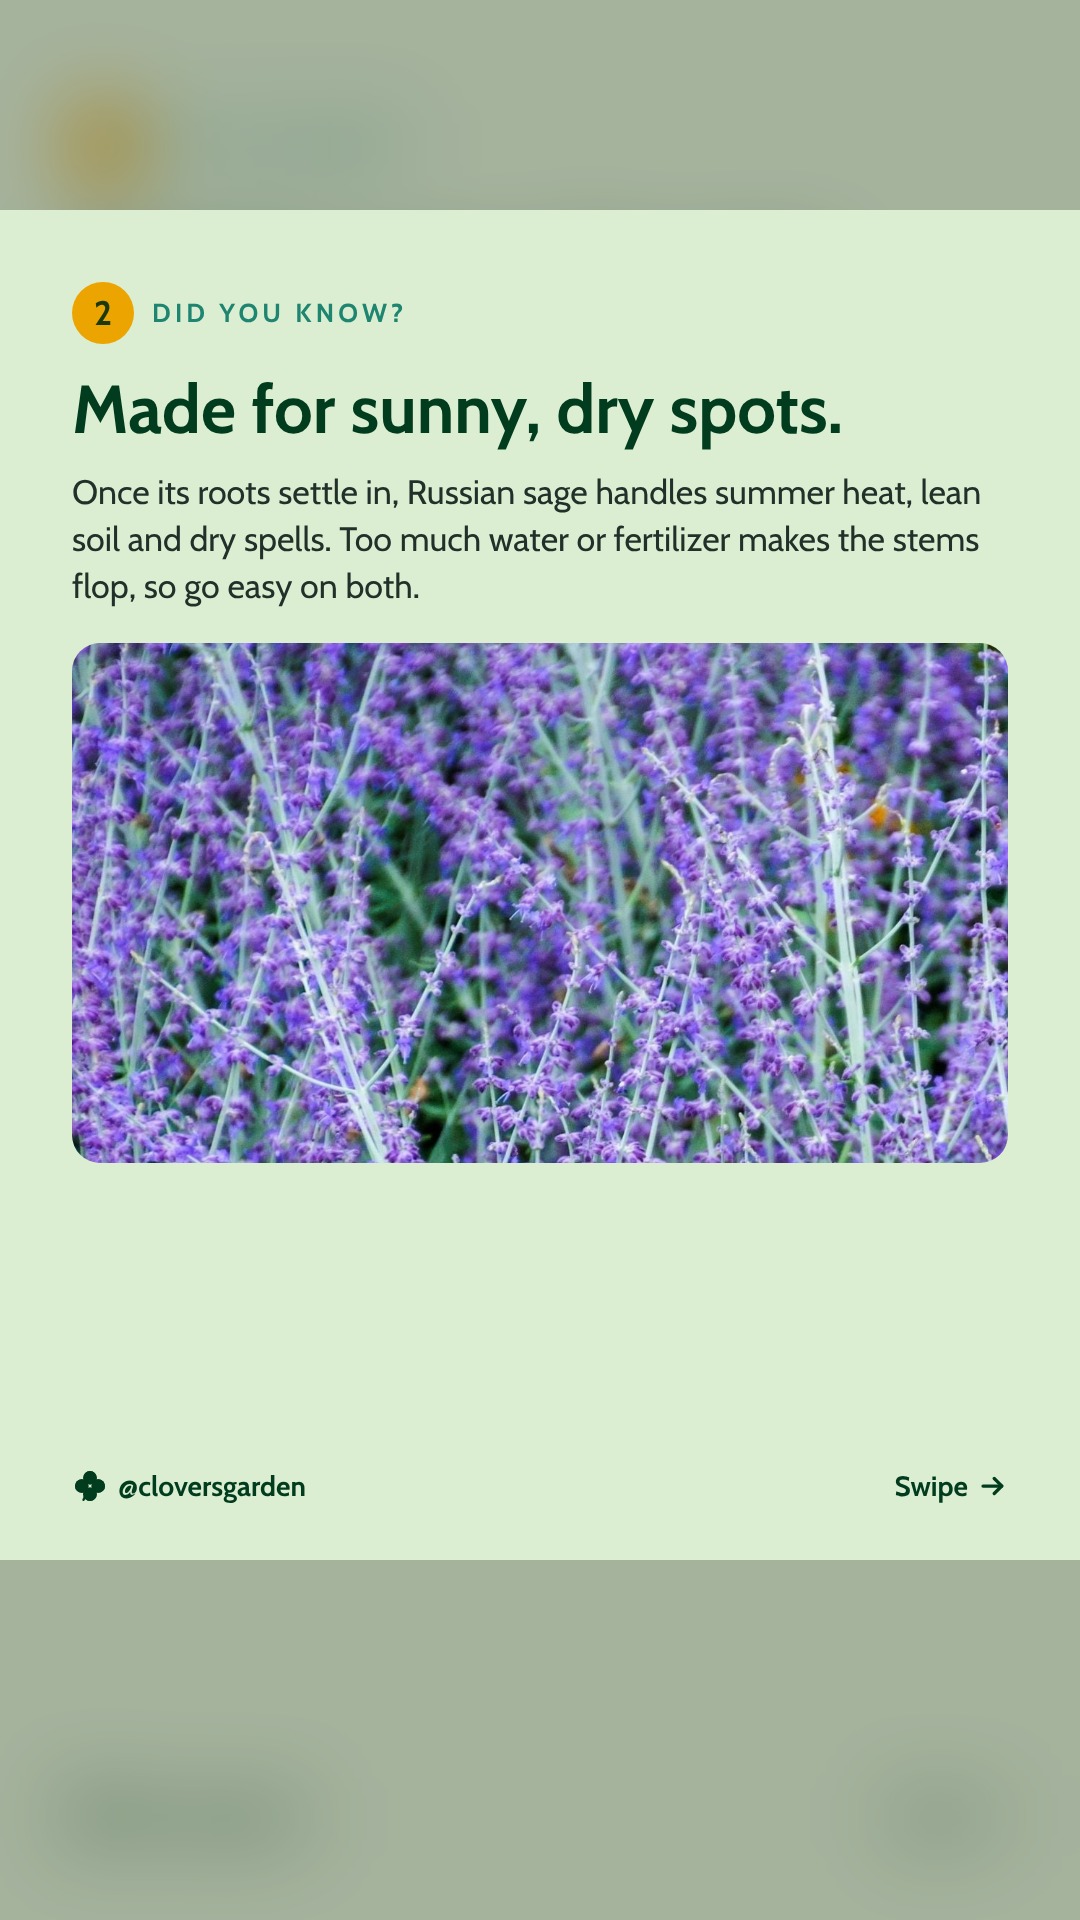 2
DID YOU KNOW?
Made for sunny, dry spots.
Once its roots settle in, Russian sage handles summer heat, lean
soil and dry spells. Too much water or fertilizer makes the stems
flop, so go easy on both.
@cloversgarden
Swipe →